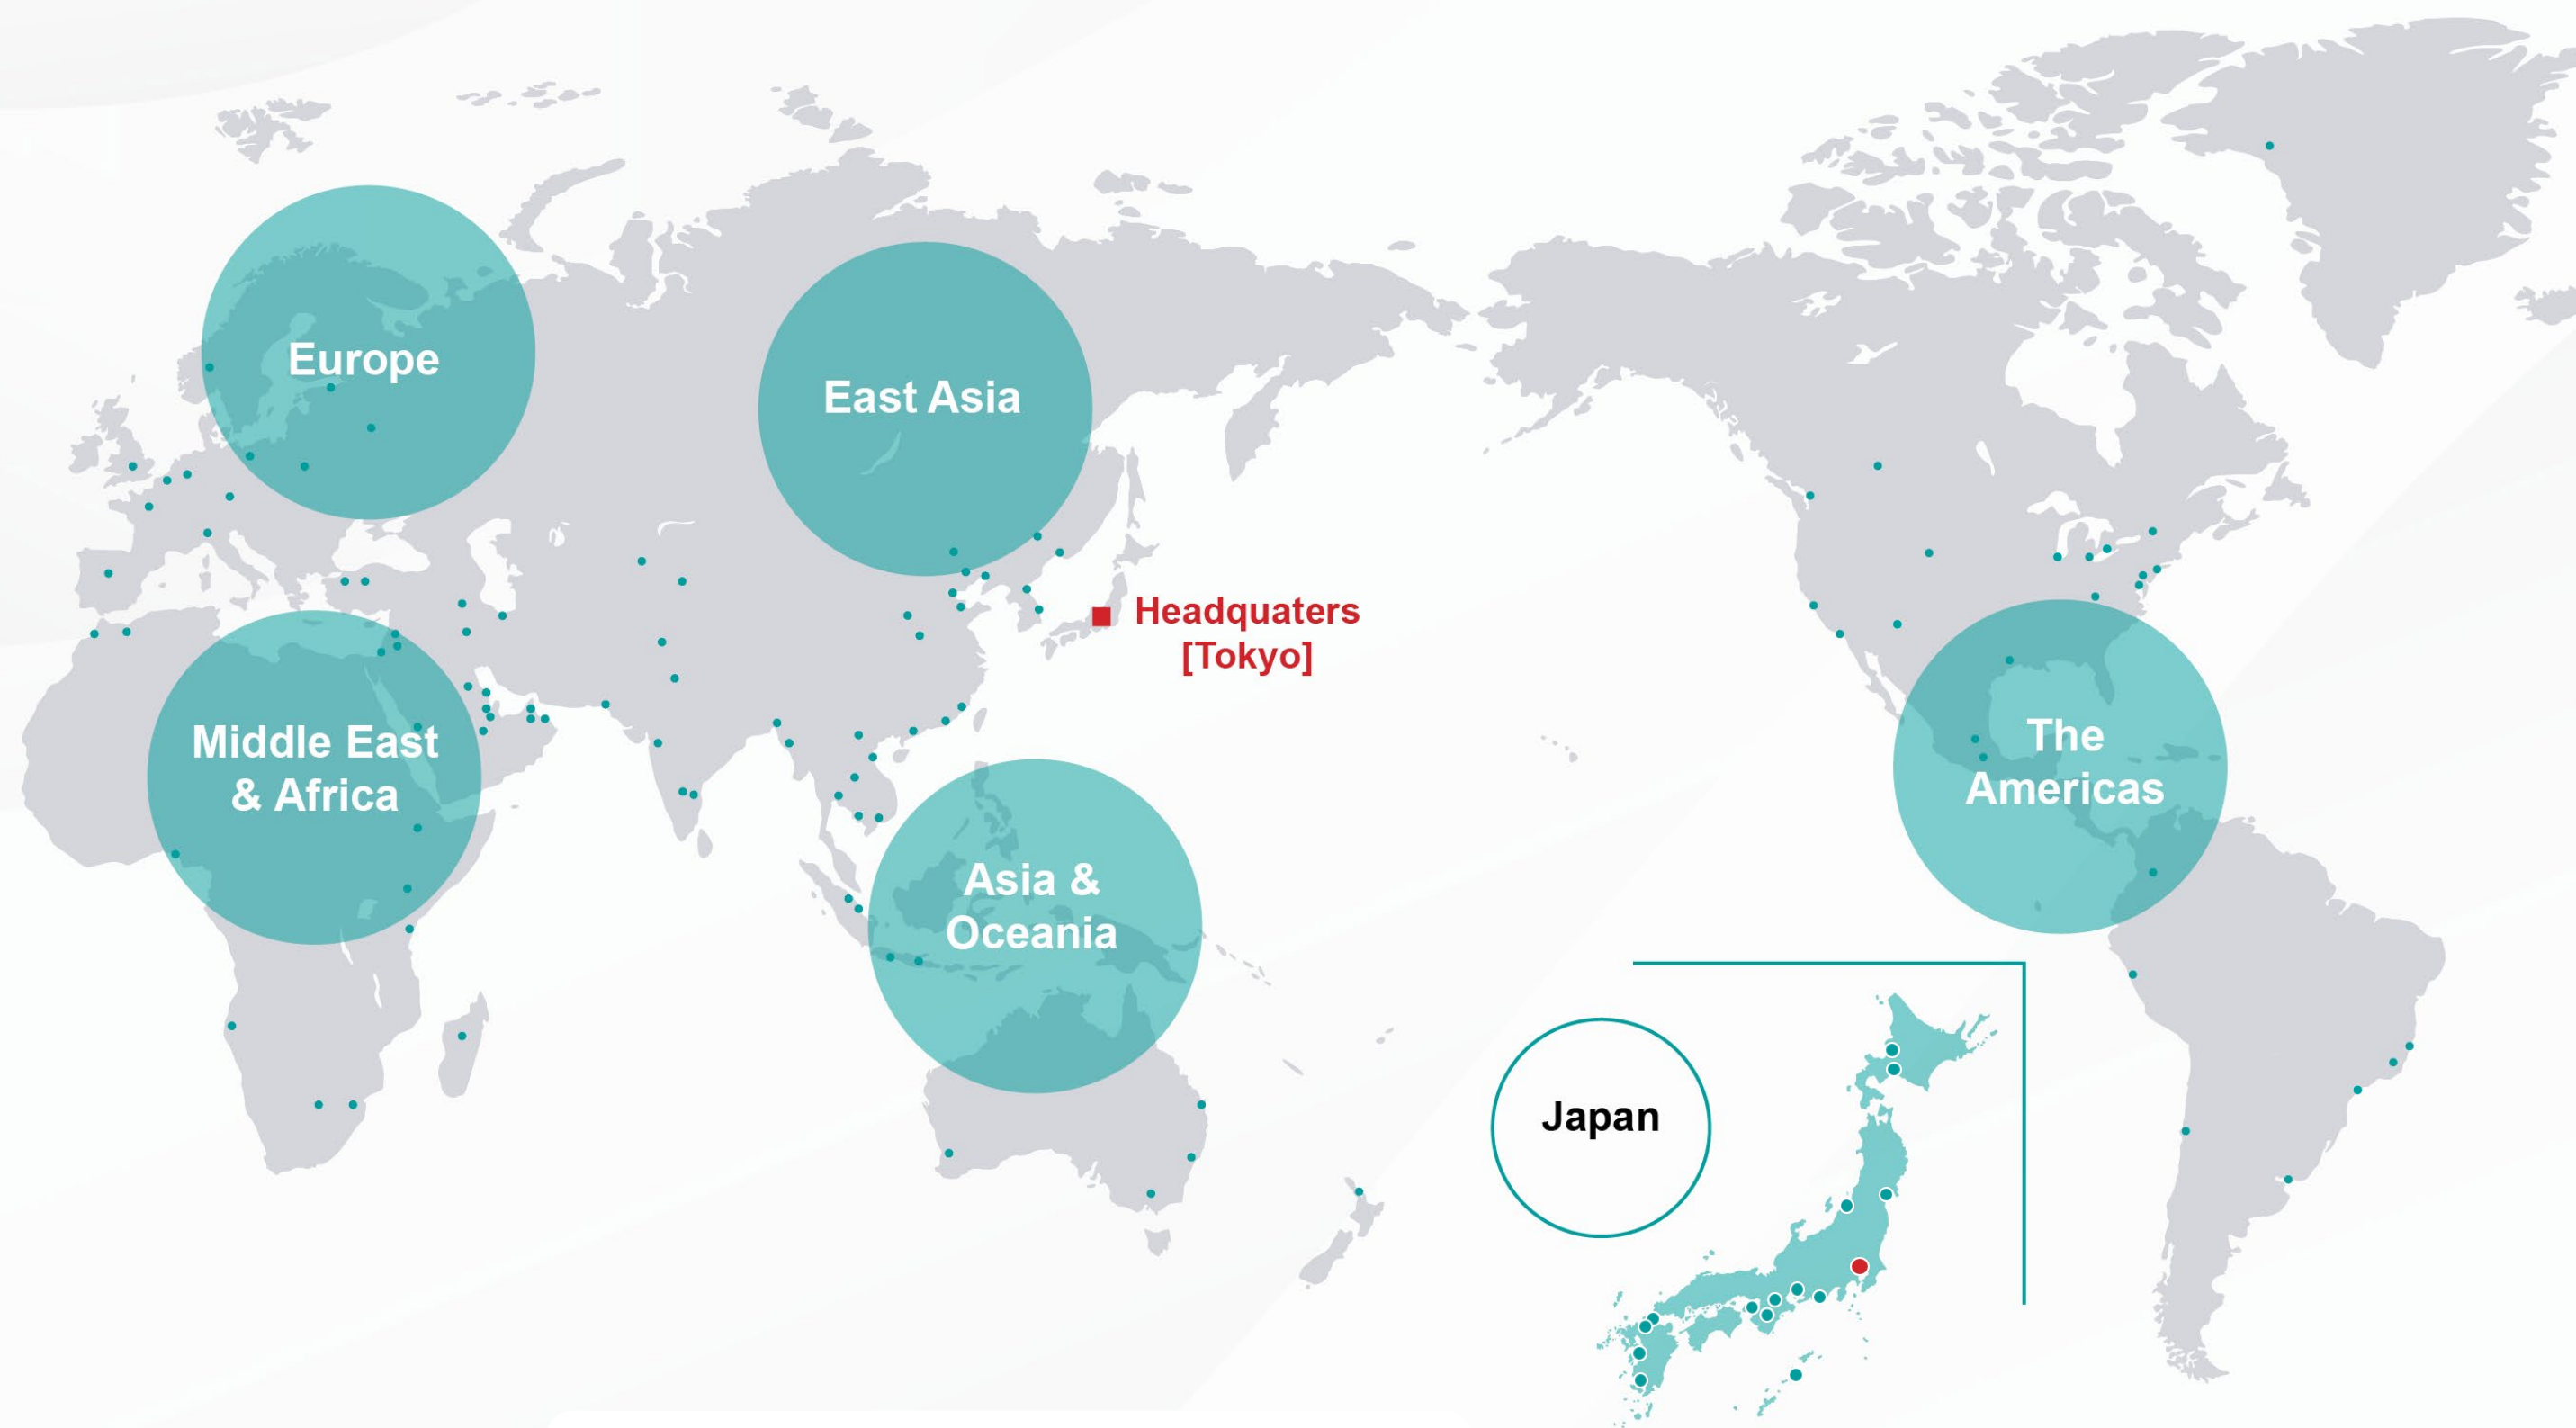 Europe
East Asia
Headquaters
[Tokyo]
Middle East
& Africa
The
Americas
Asia &
Oceania
Japan